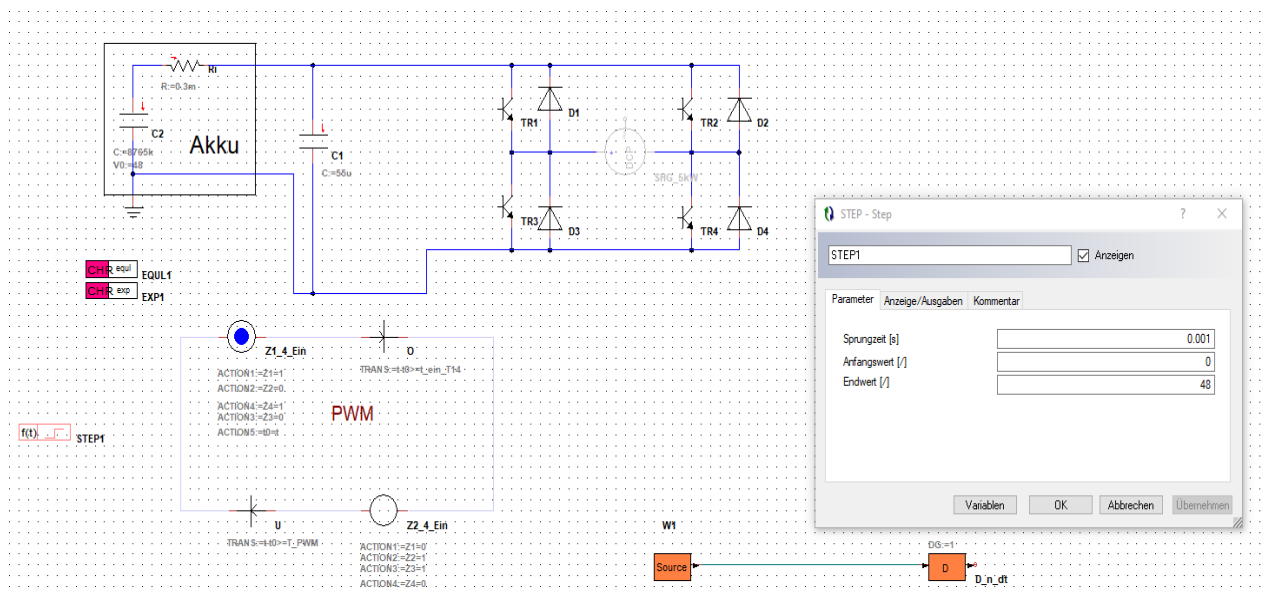 Ri
R:=0.3m
C2
C:=8765k
V0:=48
Akku
C1
C:=55u
TR1
D1
TR2
D2
DCP
SRG_5kW
TR3
D3
TR4
D4
CHR equl
EQUL1
CHR exp
EXP1
Z1_4_Ein
ACTION1:=Z1=1
ACTION2:=Z2=0.
ACTION4:=Z4=1
ACTION3:=Z3=0
ACTION5:=t0=t
O
TRANS:=t-t0>=t_ein_T14
PWM
f(t)
STEP1
U
TRANS:=t-t0>=T_PWM
Z2_4_Ein
ACTION1:=Z1=0
ACTION2:=Z2=1
ACTION3:=Z3=1
ACTION4:=Z4=0.
W1
Source
DG:=1
D
D_n_dt
STEP - Step
?
STEP1
Anzeigen
Parameter
Anzeige/Ausgaben
Kommentar
Sprungzeit [s]
0.001
Anfangswert [/]
0
Endwert [/]
48
Variablen
OK
Abbrechen
Übernehmen